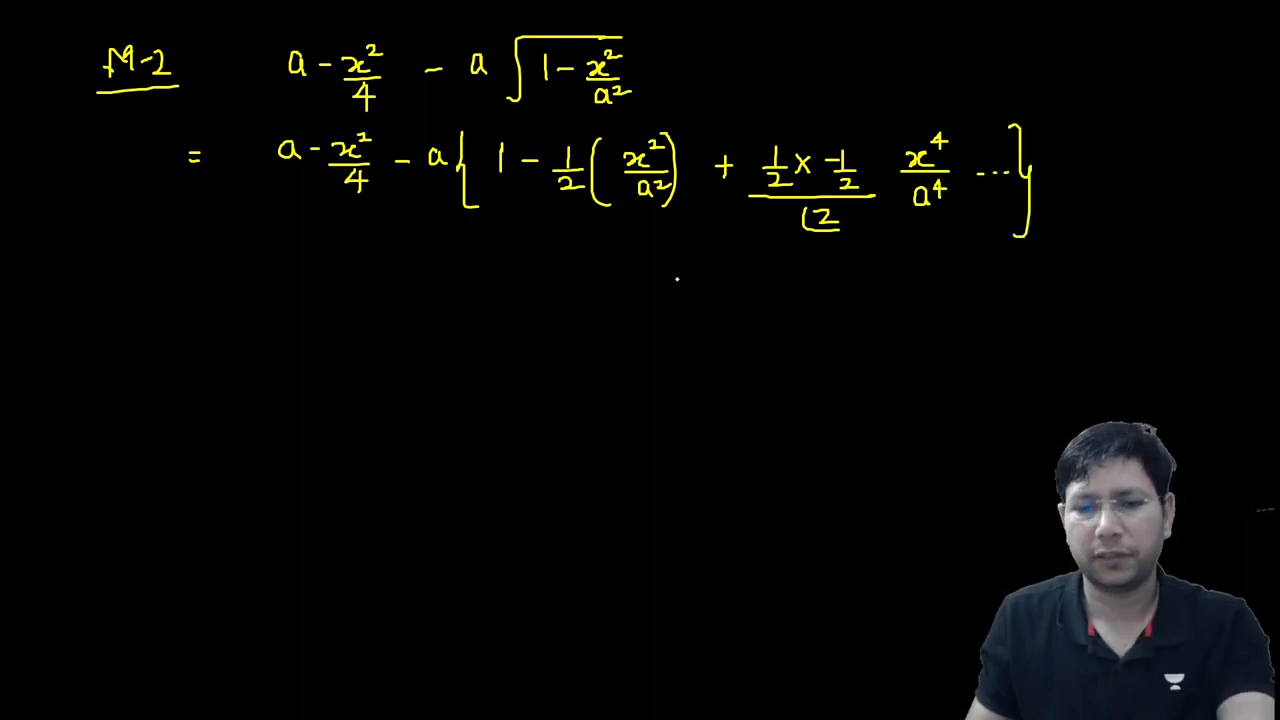 M-2 a - x²/4 - a √(1 - x²/a²)
= a - x²/4 - a{ 1 - 1/2 ( x²/a² ) + (1/2 × -1/2)/⌊2 x⁴/a⁴ ...}